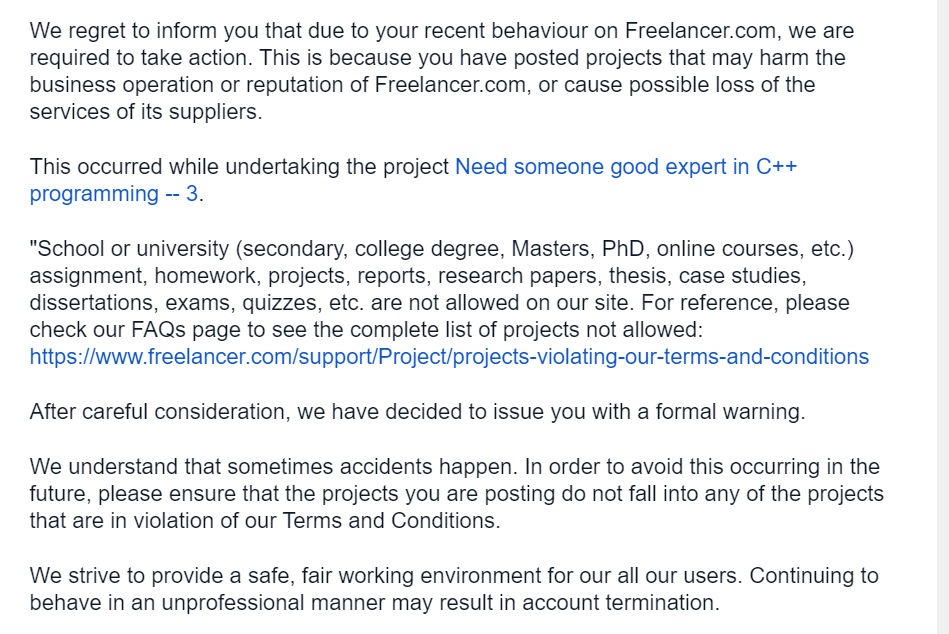 We regret to inform you that due to your recent behaviour on Freelancer.com, we are
required to take action. This is because you have posted projects that may harm the
business operation or reputation of Freelancer.com, or cause possible loss of the
services of its suppliers.
This occurred while undertaking the project Need someone good expert in C++
programming -- 3.
"School or university (secondary, college degree, Masters, PhD, online courses, etc.)
assignment, homework, projects, reports, research papers, thesis, case studies,
dissertations, exams, quizzes, etc. are not allowed on our site. For reference, please
check our FAQs page to see the complete list of projects not allowed:
https://www.freelancer.com/support/Project/projects-violating-our-terms-and-conditions
After careful consideration, we have decided to issue you with a formal warning.
We understand that sometimes accidents happen. In order to avoid this occurring in the
future, please ensure that the projects you are posting do not fall into any of the projects
that are in violation of our Terms and Conditions.
We strive to provide a safe, fair working environment for our all our users. Continuing to
behave in an unprofessional manner may result in account termination.